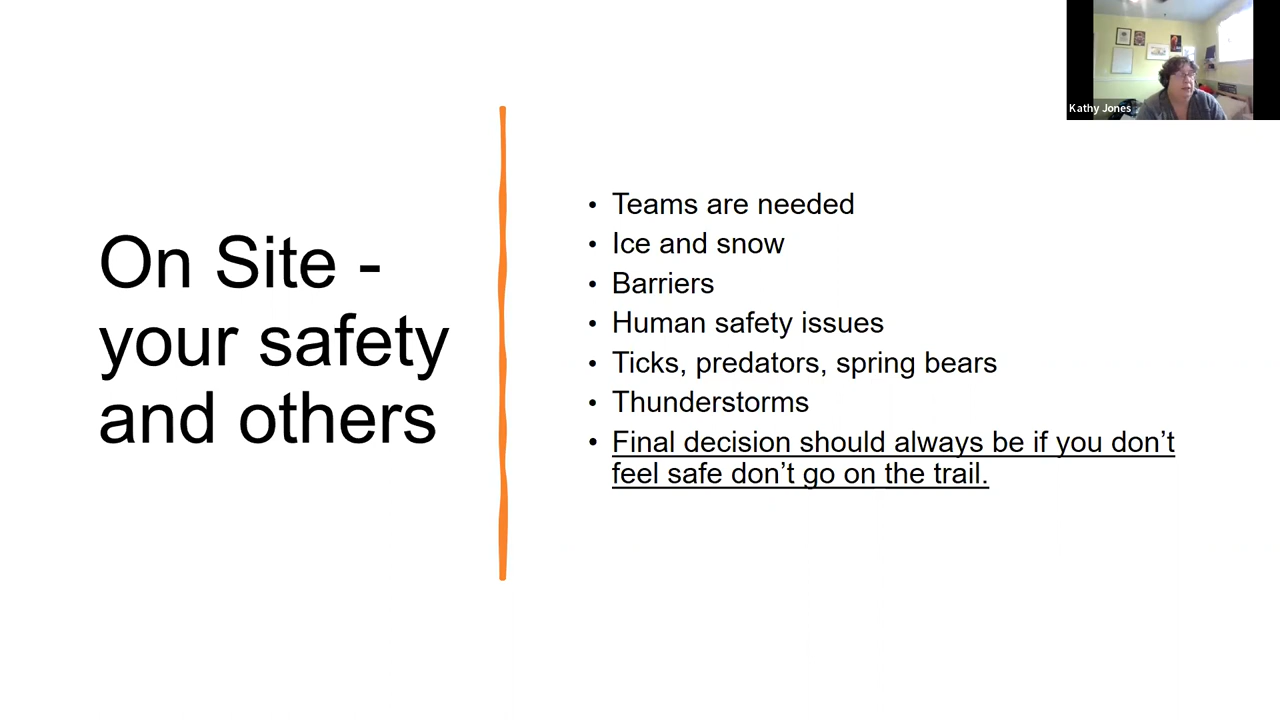 Kathy Jones
On Site -
your safety
and others
• Teams are needed
• Ice and snow
• Barriers
• Human safety issues
• Ticks, predators, spring bears
• Thunderstorms
• Final decision should always be if you don’t
feel safe don’t go on the trail.